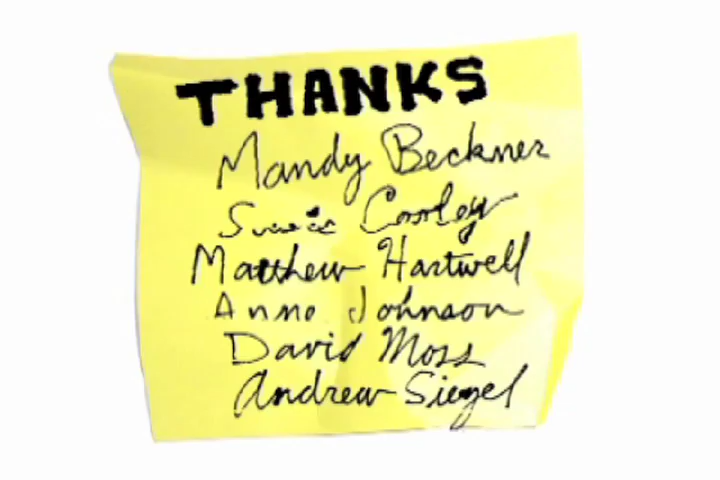 THANKS
Mandy Beckner
Cooley
Matthew Hartwell
Anne Johnson
David Moss
Andrew Siegel